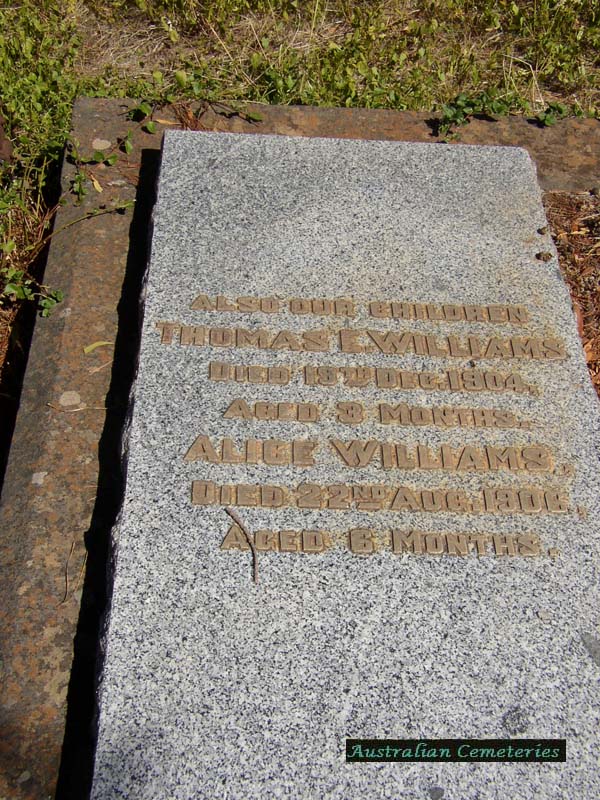 ALSO OUR CHILDREN
THOMAS E. WILLIAMS
DIED 19TH DEC. 1904,
AGED 3 MONTHS.
ALICE WILLIAMS,
DIED 22ND AUG. 1906,
AGED 6 MONTHS.
Australian Cemeteries